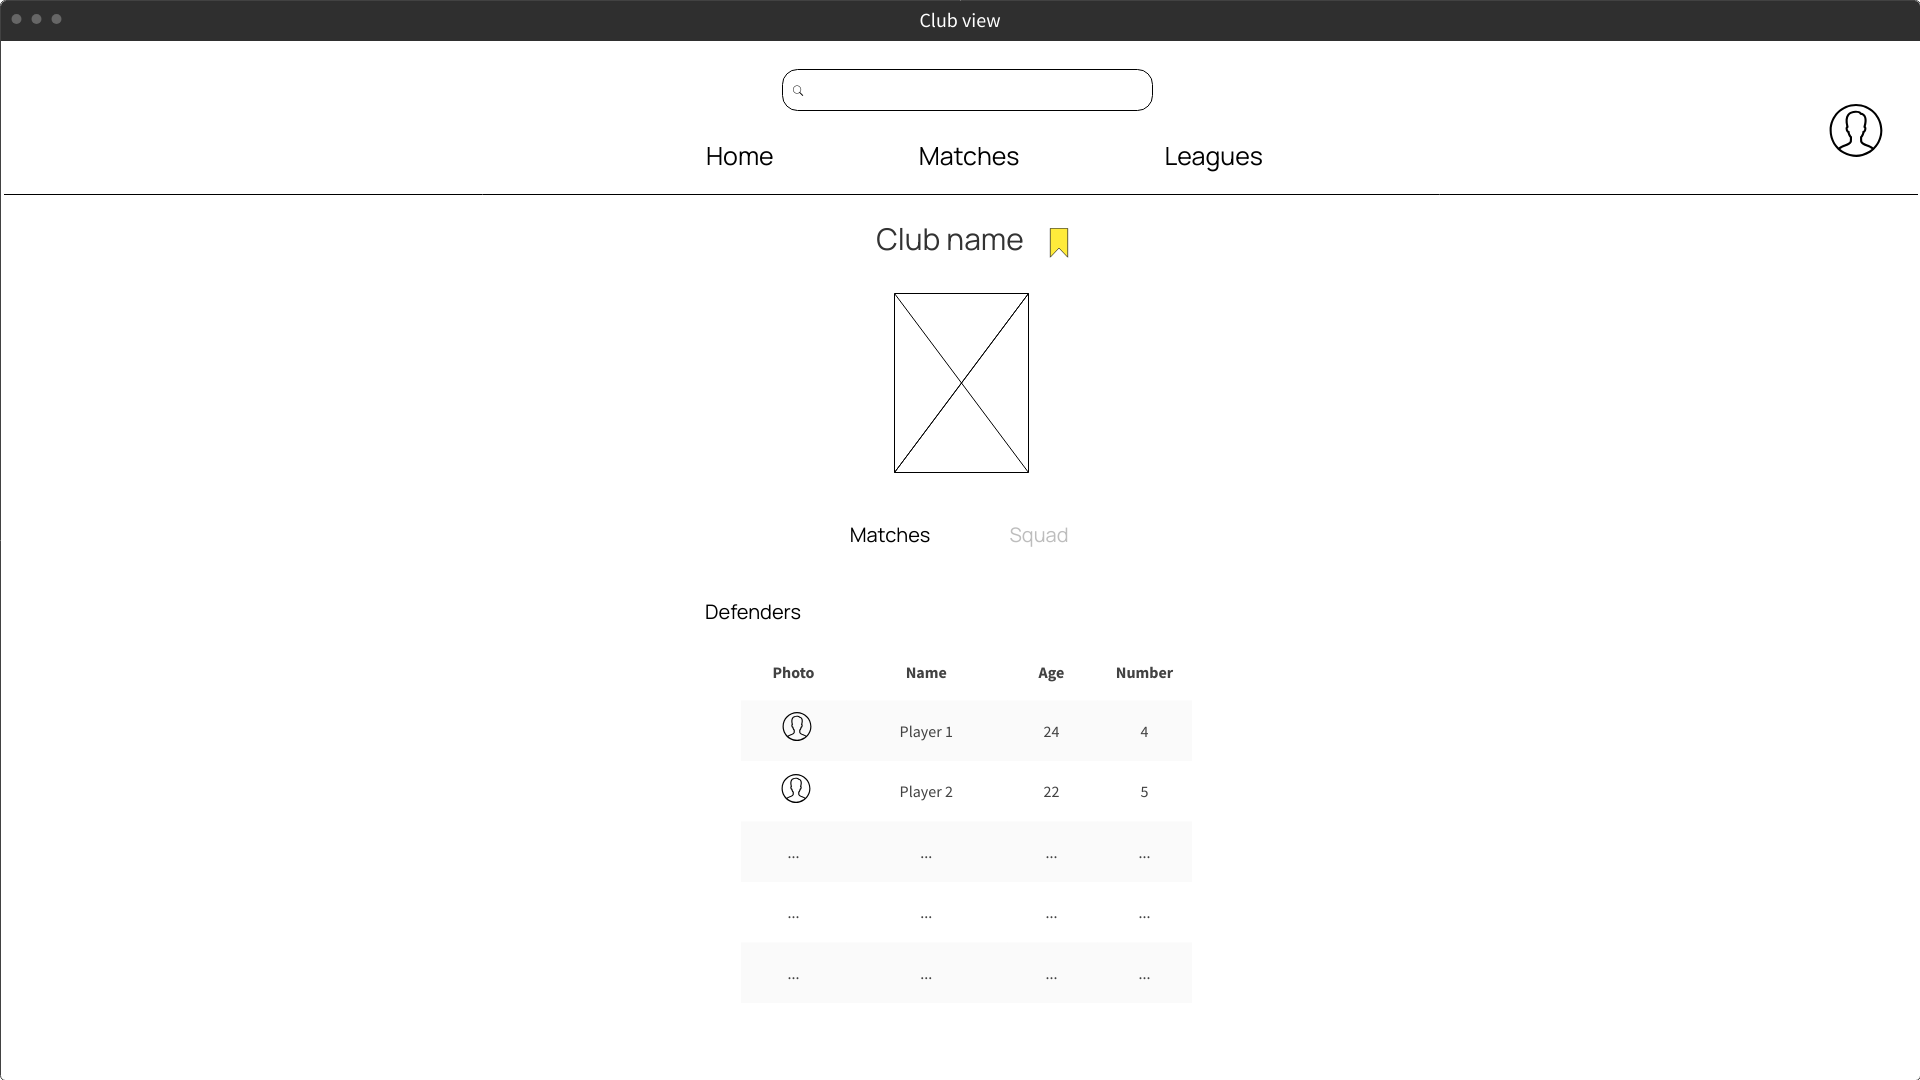 Club view
Home Matches Leagues
Club name
Matches Squad
Defenders
Photo Name Age Number
Player 1 24 4
Player 2 22 5
... ... ... ...
... ... ... ...
... ... ... ...